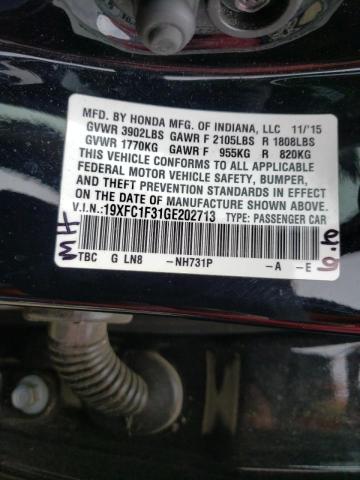 MFD. BY HONDA MFG. OF INDIANA, LLC 11/'15
GVWR 3902LBS GAWR F 2105LBS R 1808LBS
GVWR 1770KG GAWR F 955KG R 820KG
THIS VEHICLE CONFORMS TO ALL APPLICABLE
FEDERAL MOTOR VEHICLE SAFETY, BUMPER,
AND THEFT PREVENTION STANDARDS IN EFFECT
ON THE DATE OF MANUFACTURE SHOWN ABOVE.
V.I.N.:19XFC1F31GE202713 TYPE: PASSENGER CAR
MH
TBC G LN8 -NH731P -A -E